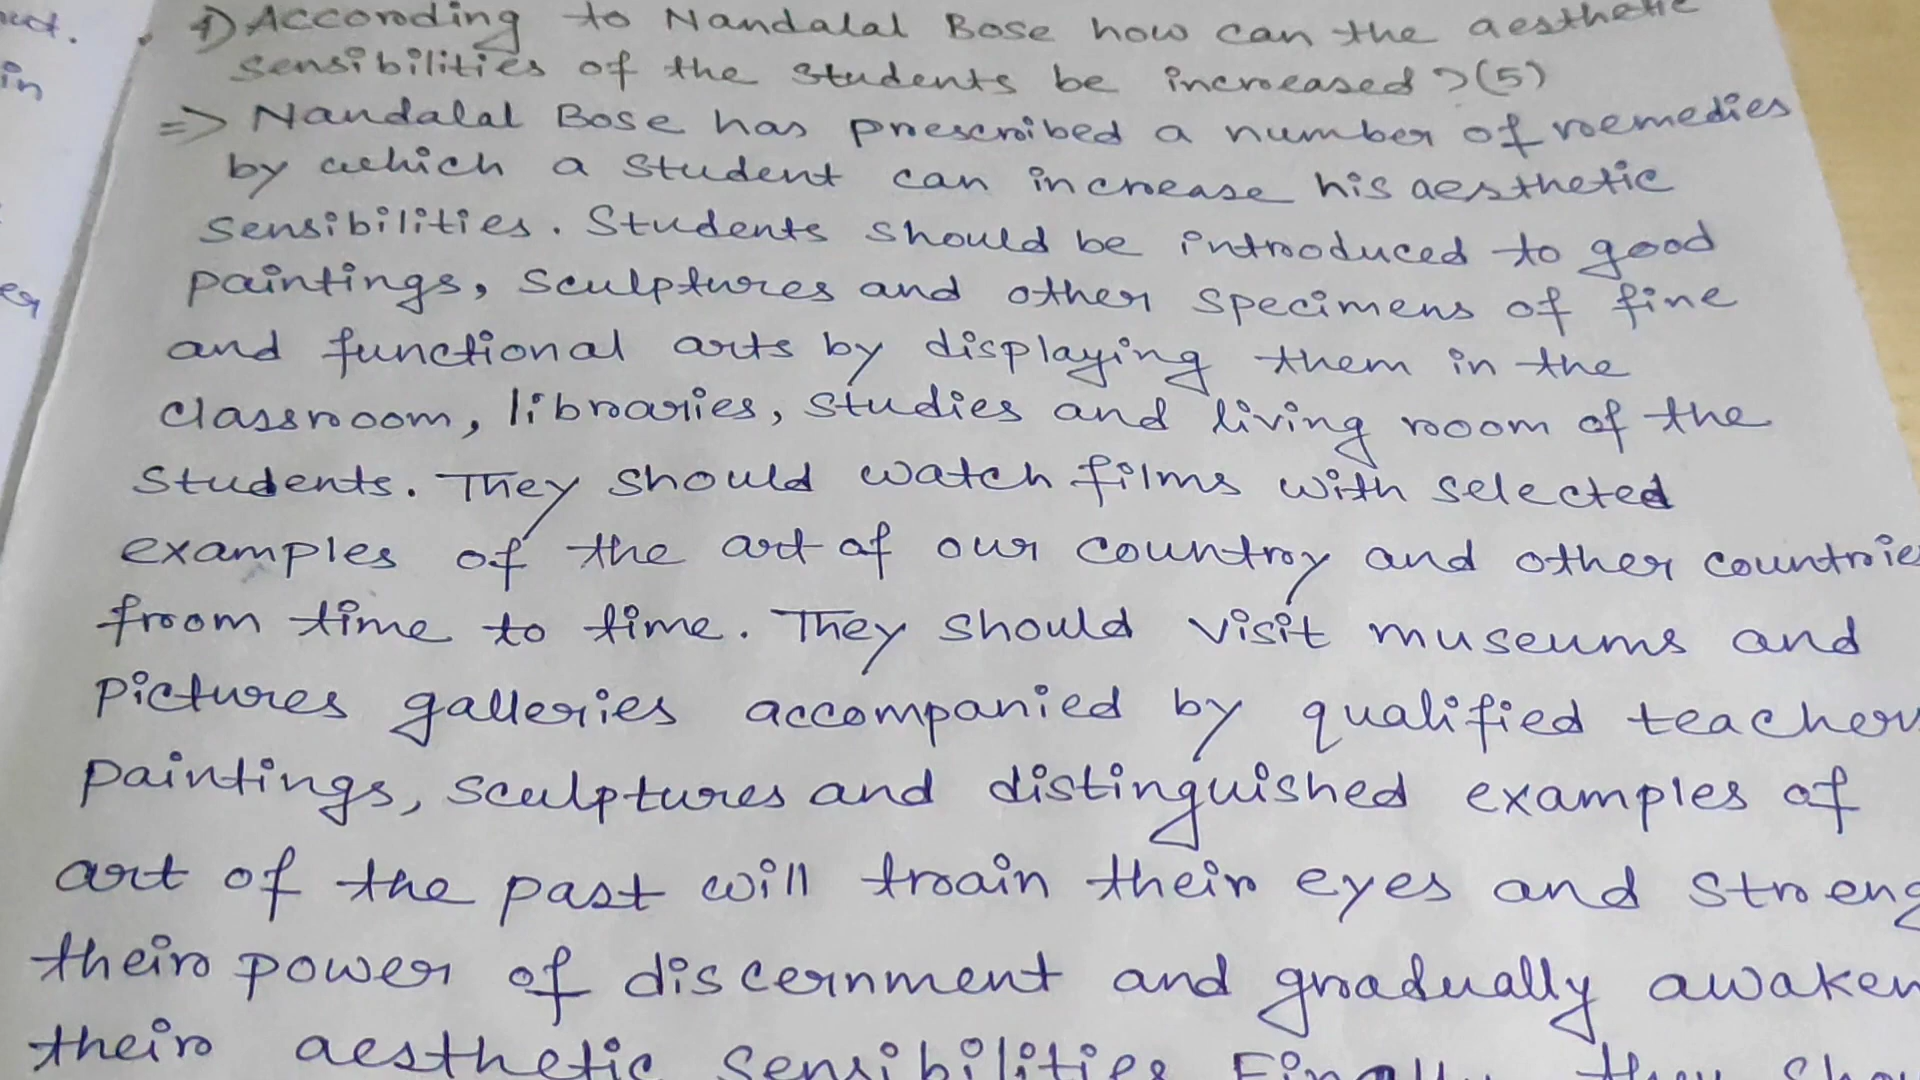 ut.
in
er
1) According to Nandalal Bose how can the aesthetic
sensibilities of the students be increased? (5)
=> Nandalal Bose has prescribed a number of remedies
by which a student can increase his aesthetic
sensibilities. Students should be introduced to good
paintings, sculptures and other specimens of fine
and functional arts by displaying them in the
classroom, libraries, studies and living room of the
students. They should watch films with selected
examples of the art of our country and other countrie
from time to time. They should visit museums and
pictures galleries accompanied by qualified teacher
paintings, sculptures and distinguished examples of
art of the past will train their eyes and streng
their power of discernment and gradually awaken
their aesthetic sensibilities Finally they sho